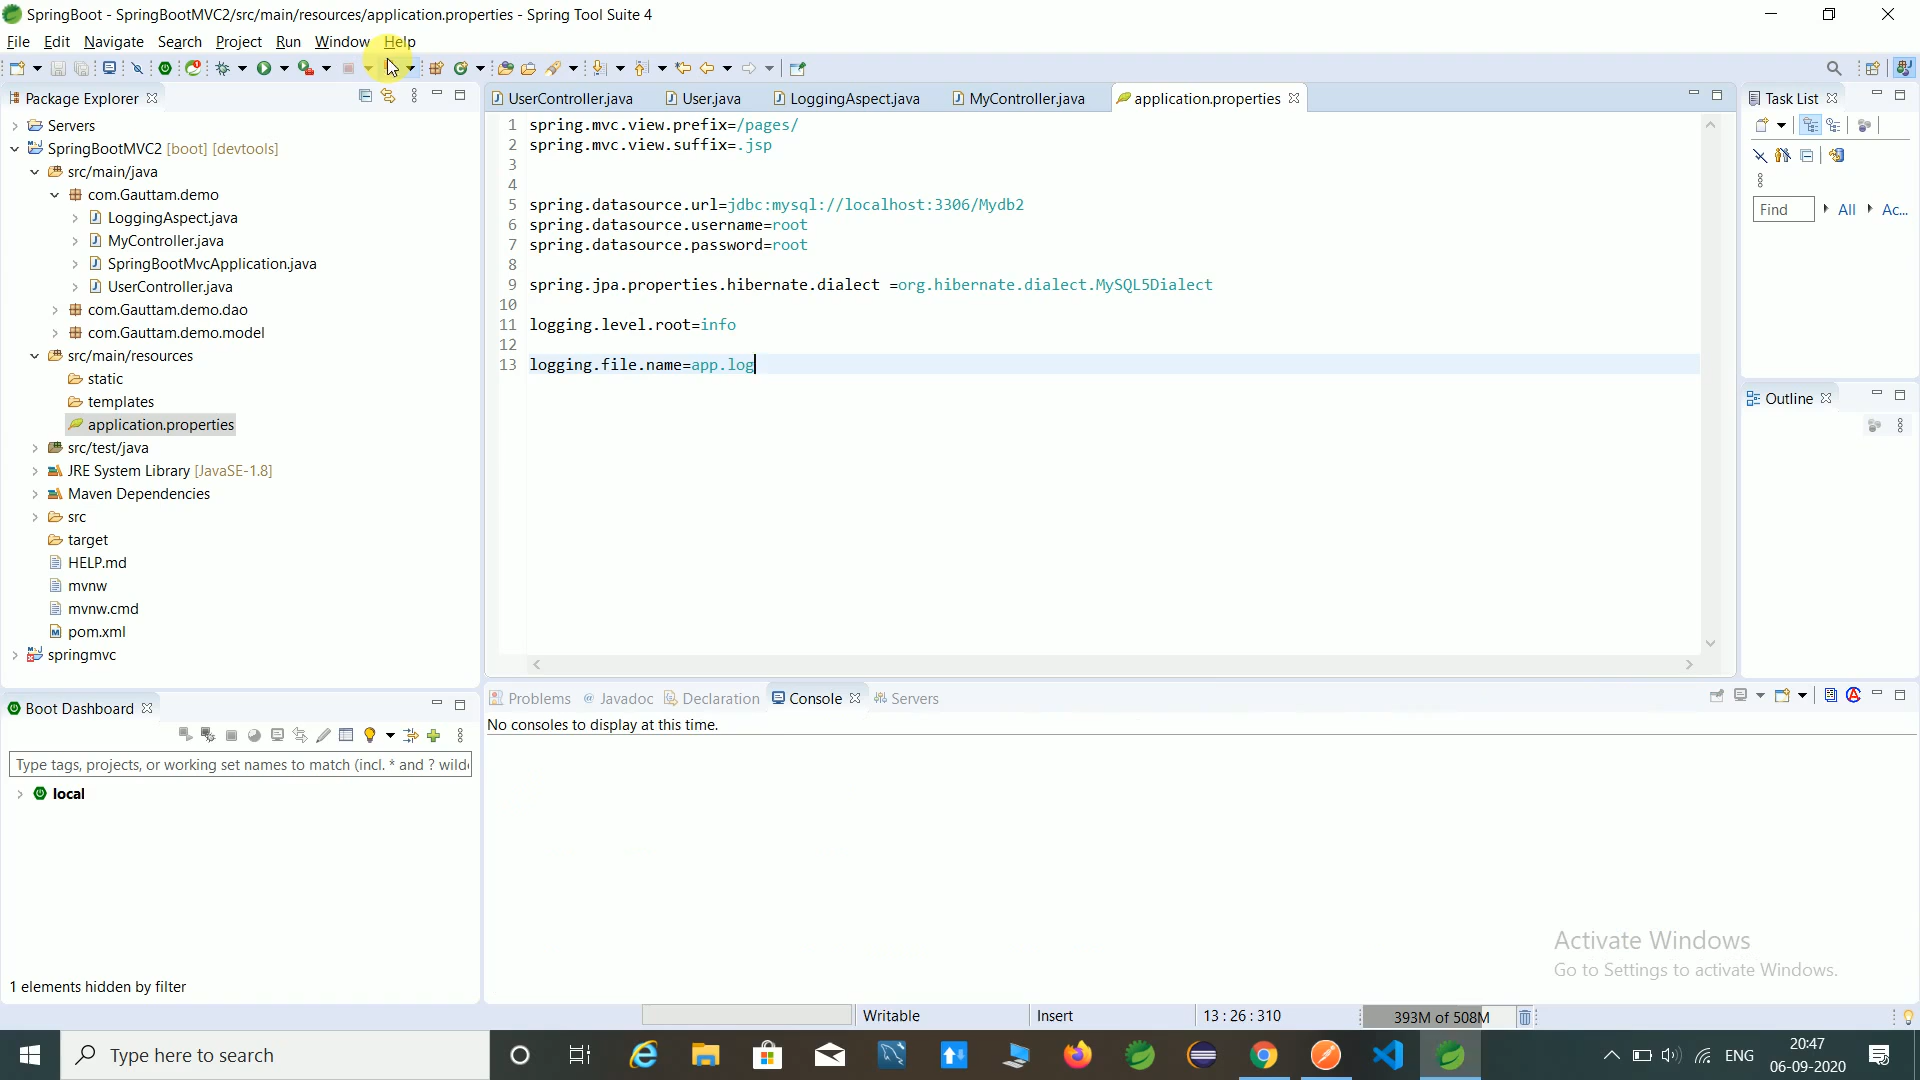 SpringBoot - SpringBootMVC2/src/main/resources/application.properties - Spring Tool Suite 4
File Edit Navigate Search Project Run Window Help
Package Explorer
Servers
SpringBootMVC2 [boot] [devtools]
src/main/java
com.Gauttam.demo
LoggingAspect.java
MyController.java
SpringBootMvcApplication.java
UserController.java
com.Gauttam.demo.dao
com.Gauttam.demo.model
src/main/resources
static
templates
application.properties
src/test/java
JRE System Library [JavaSE-1.8]
Maven Dependencies
src
target
HELP.md
mvnw
mvnw.cmd
pom.xml
springmvc
UserController.java User.java LoggingAspect.java MyController.java application.properties
1 spring.mvc.view.prefix=/pages/
2 spring.mvc.view.suffix=.jsp
3
4
5 spring.datasource.url=jdbc:mysql://localhost:3306/Mydb2
6 spring.datasource.username=root
7 spring.datasource.password=root
8
9 spring.jpa.properties.hibernate.dialect =org.hibernate.dialect.MySQL5Dialect
10
11 logging.level.root=info
12
13 logging.file.name=app.log
Task List
Find All Ac...
Outline
Boot Dashboard
Type tags, projects, or working set names to match (incl. * and ? wild
local
1 elements hidden by filter
Problems Javadoc Declaration Console Servers
No consoles to display at this time.
Activate Windows
Go to Settings to activate Windows.
Writable Insert 13 : 26 : 310 393M of 508M
Type here to search
ENG
20:47
06-09-2020